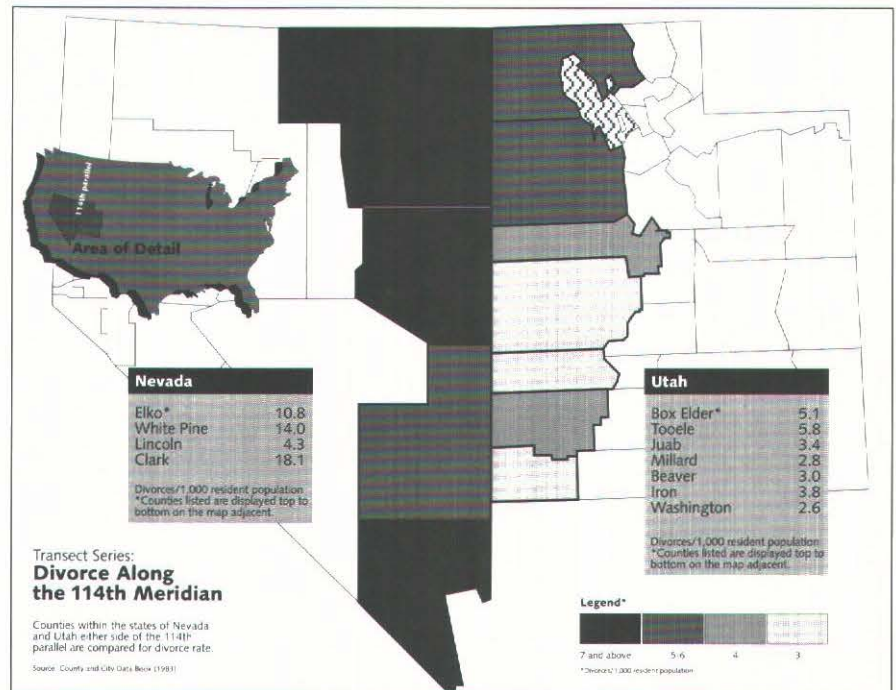 114th parallel
Area of Detail
Nevada
Elko* 10.8
White Pine 14.0
Lincoln 4.3
Clark 18.1
Divorces/1,000 resident population
*Counties listed are displayed top to
bottom on the map adjacent.
Utah
Box Elder* 5.1
Tooele 5.8
Juab 3.4
Millard 2.8
Beaver 3.0
Iron 3.8
Washington 2.6
Divorces/1,000 resident population
*Counties listed are displayed top to
bottom on the map adjacent.
Transect Series:
Divorce Along
the 114th Meridian
Counties within the states of Nevada
and Utah either side of the 114th
parallel are compared for divorce rate.
Source: County and City Data Book (1983)
Legend*
7 and above 5-6 4 3
*Divorces/1,000 resident population